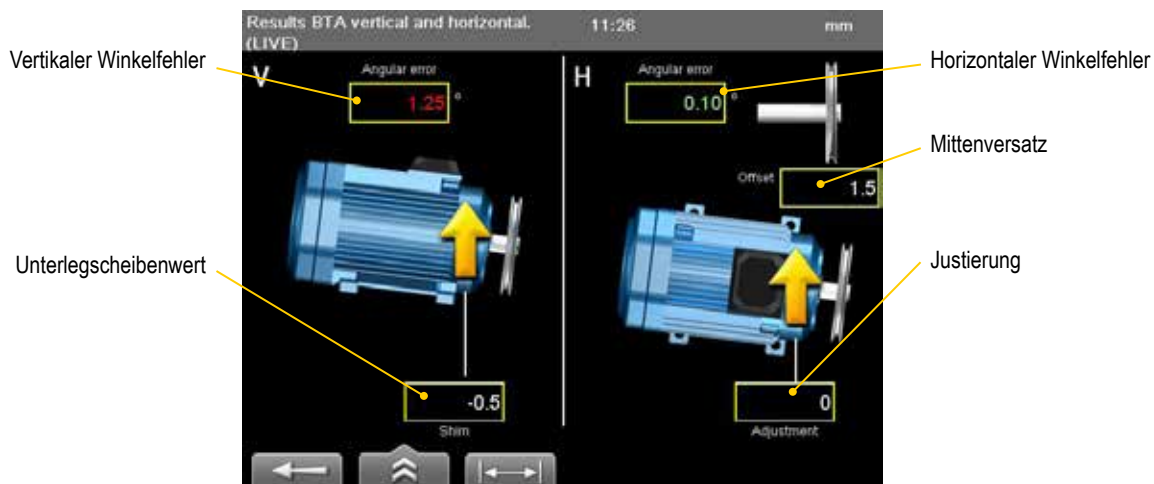 Results BTA vertical and horizontal. 11:26 mm
(LIVE)
Vertikaler Winkelfehler
V
Angular error
1.25 °
H
Angular error
0.10 °
Horizontaler Winkelfehler
Mittenversatz
Offset
1.5
Unterlegscheibenwert
Justierung
-0.5
Shim
0
Adjustment